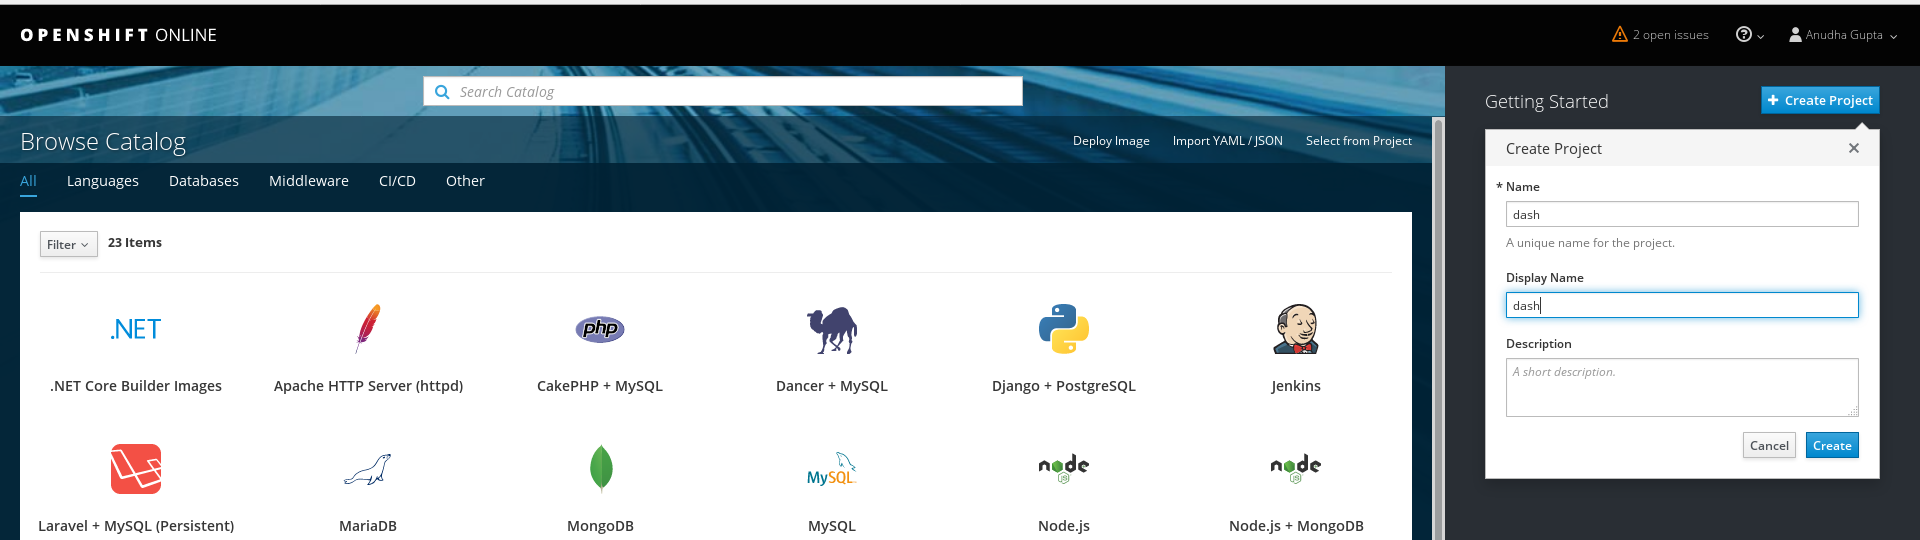 OPENSHIFT ONLINE
2 open issues
Anudha Gupta
Search Catalog
Browse Catalog
Deploy Image Import YAML / JSON Select from Project
All Languages Databases Middleware CI/CD Other
Filter 23 Items
.NET
php
.NET Core Builder Images
Apache HTTP Server (httpd)
CakePHP + MySQL
Dancer + MySQL
Django + PostgreSQL
Jenkins
MySQL
node
JS
node
JS
Laravel + MySQL (Persistent)
MariaDB
MongoDB
MySQL
Node.js
Node.js + MongoDB
Getting Started
+ Create Project
Create Project
* Name
dash
A unique name for the project.
Display Name
dash
Description
A short description.
Cancel Create